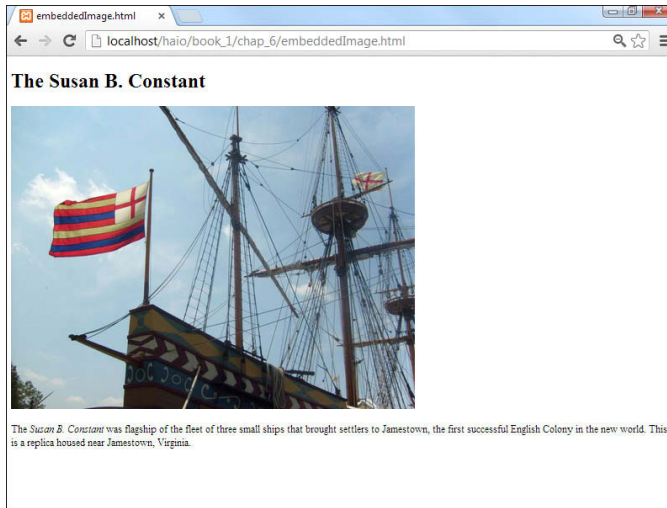 embeddedImage.html
localhost/haio/book_1/chap_6/embeddedImage.html
The Susan B. Constant
The Susan B. Constant was flagship of the fleet of three small ships that brought settlers to Jamestown, the first successful English Colony in the new world. This
is a replica housed near Jamestown, Virginia.